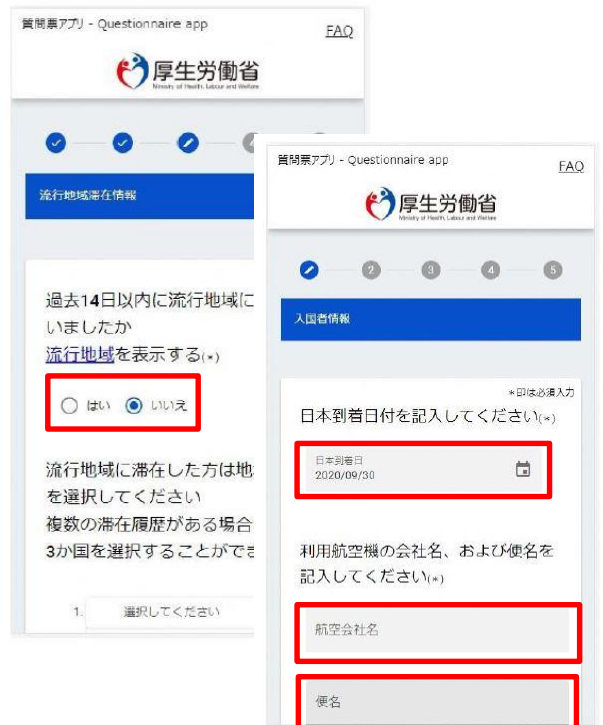 質問票アプリ - Questionnaire app
FAQ
厚生労働省
Ministry of Health, Labour and Welfare
流行地域滞在情報
過去14日以内に流行地域に
いましたか
流行地域を表示する(*)
はい
いいえ
流行地域に滞在した方は地
を選択してください
複数の滞在履歴がある場合
3か国を選択することができ
1.
選択してください
質問票アプリ - Questionnaire app
FAQ
厚生労働省
Ministry of Health, Labour and Welfare
2
3
4
5
入国者情報
*印は必須入力
日本到着日付を記入してください(*)
日本到着日
2020/09/30
利用航空機の会社名、および便名を
記入してください(*)
航空会社名
便名